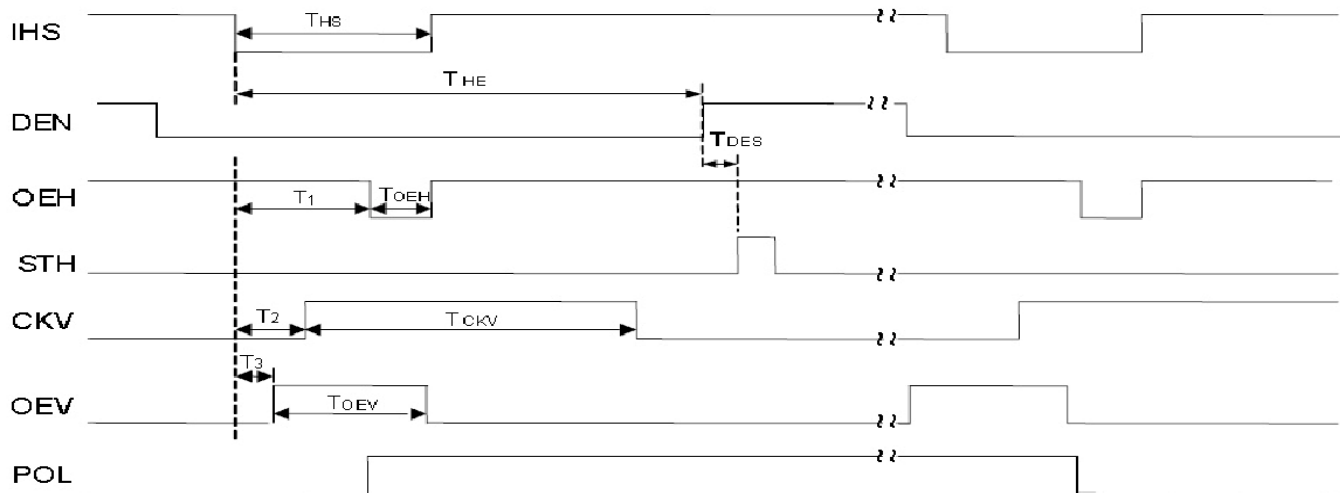 IHS
THS
THE
DEN
TDES
OEH
T1
TOEH
STH
CKV
T2
TCKV
T3
OEV
TOEV
POL